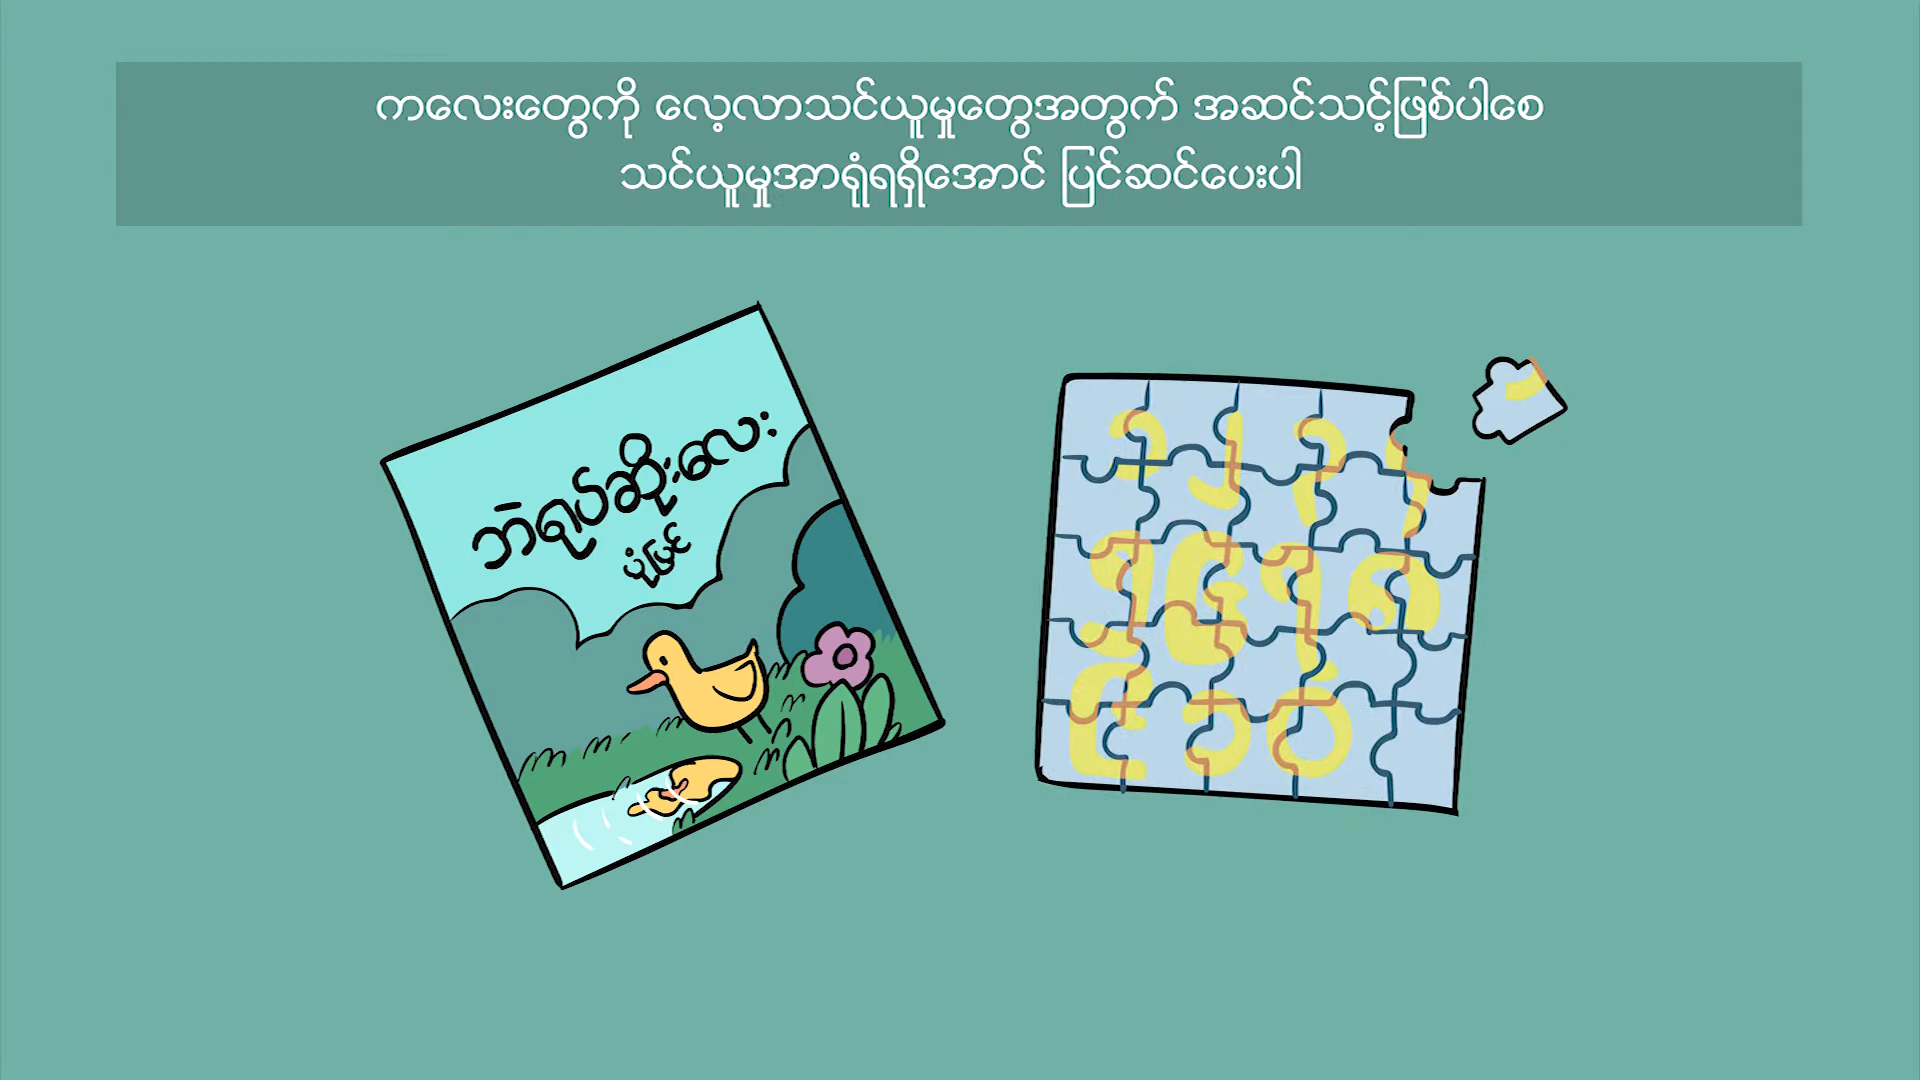 ကလေးတွေကို လေ့လာသင်ယူမှုတွေအတွက် အဆင်သင့်ဖြစ်ပါစေ
သင်ယူမှုအာရုံရရှိအောင် ပြင်ဆင်ပေးပါ
ဘဲရုပ်ဆိုးလေး
ပုံပြင်
၁ ၂ ၃ ၄
၅ ၆ ၇ ၈
၉ ၁၀